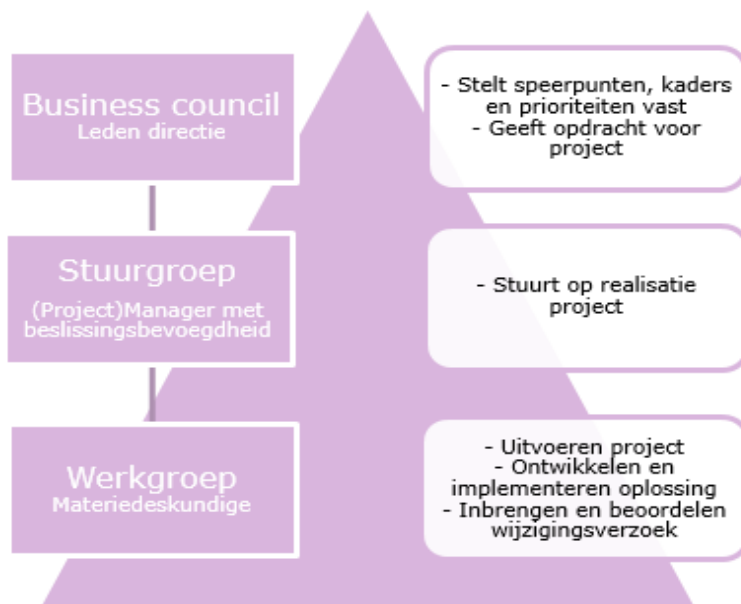 Business council
Leden directie
- Stelt speerpunten, kaders
en prioriteiten vast
- Geeft opdracht voor
project
Stuurgroep
(Project)Manager met
beslissingsbevoegdheid
- Stuurt op realisatie
project
Werkgroep
Materiedeskundige
- Uitvoeren project
- Ontwikkelen en
implementeren oplossing
- Inbrengen en beoordelen
wijzigingsverzoek